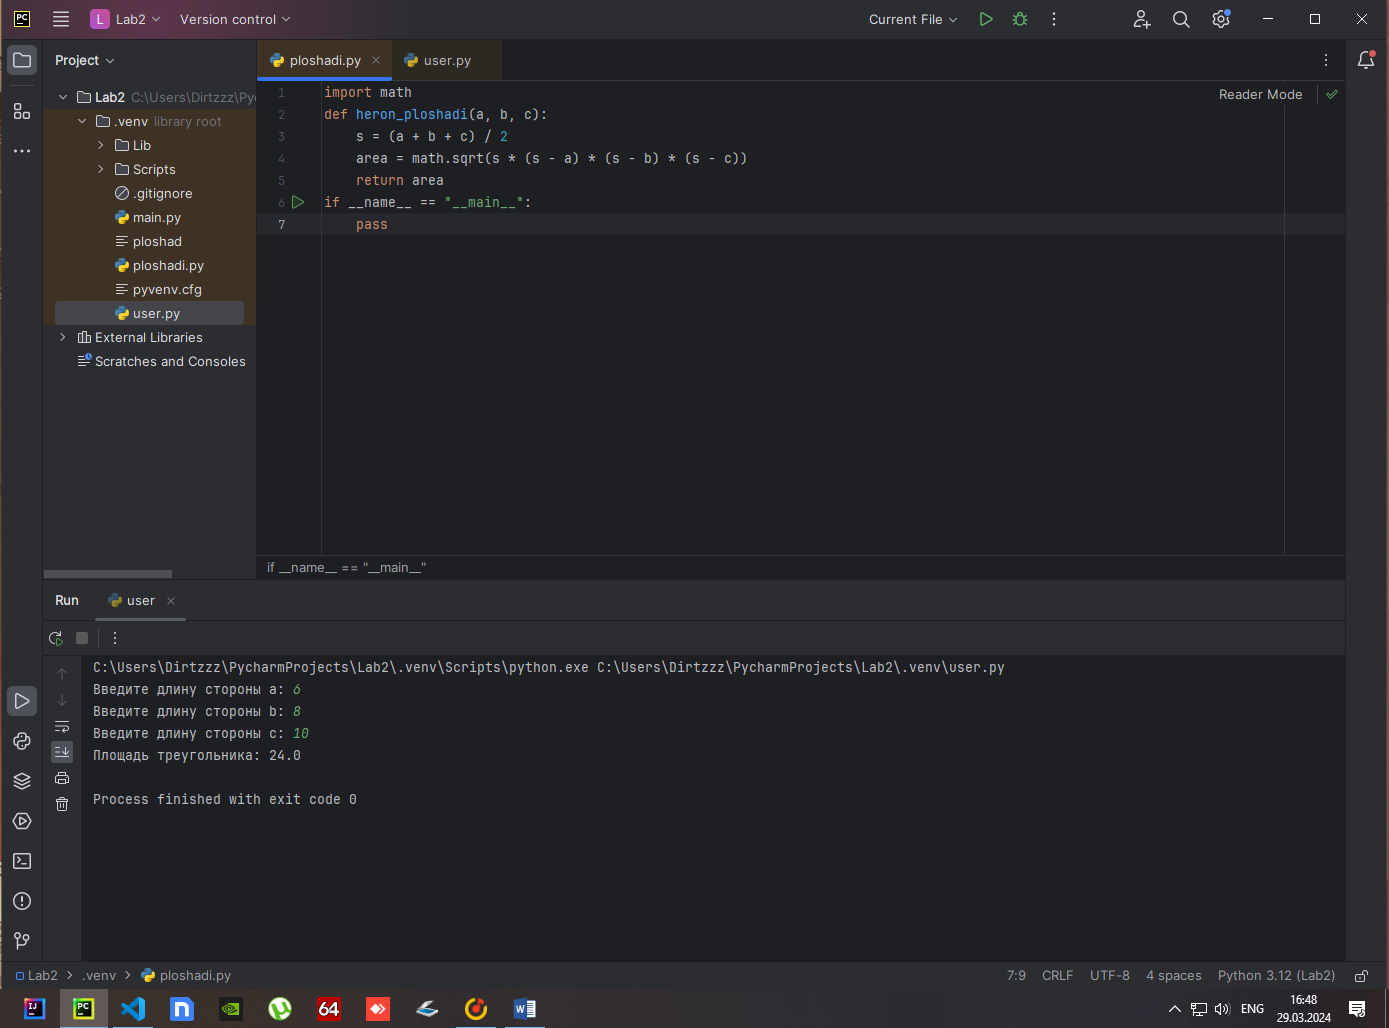 PC
L Lab2 Version control Current File
Project
ploshadi.py
user.py
Lab2 C:\Users\Dirtzzz\Py
.venv library root
Lib
Scripts
.gitignore
main.py
ploshad
ploshadi.py
pyvenv.cfg
user.py
External Libraries
Scratches and Consoles
Reader Mode
1 import math
2 def heron_ploshadi(a, b, c):
3 s = (a + b + c) / 2
4 area = math.sqrt(s * (s - a) * (s - b) * (s - c))
5 return area
6 if __name__ == "__main__":
7 pass
if __name__ == "__main__"
Run user
C:\Users\Dirtzzz\PycharmProjects\Lab2\.venv\Scripts\python.exe C:\Users\Dirtzzz\PycharmProjects\Lab2\.venv\user.py
Введите длину стороны a: 6
Введите длину стороны b: 8
Введите длину стороны c: 10
Площадь треугольника: 24.0
Process finished with exit code 0
Lab2 .venv ploshadi.py 7:9 CRLF UTF-8 4 spaces Python 3.12 (Lab2)
IJ PC n 64 W ENG 16:48
29.03.2024